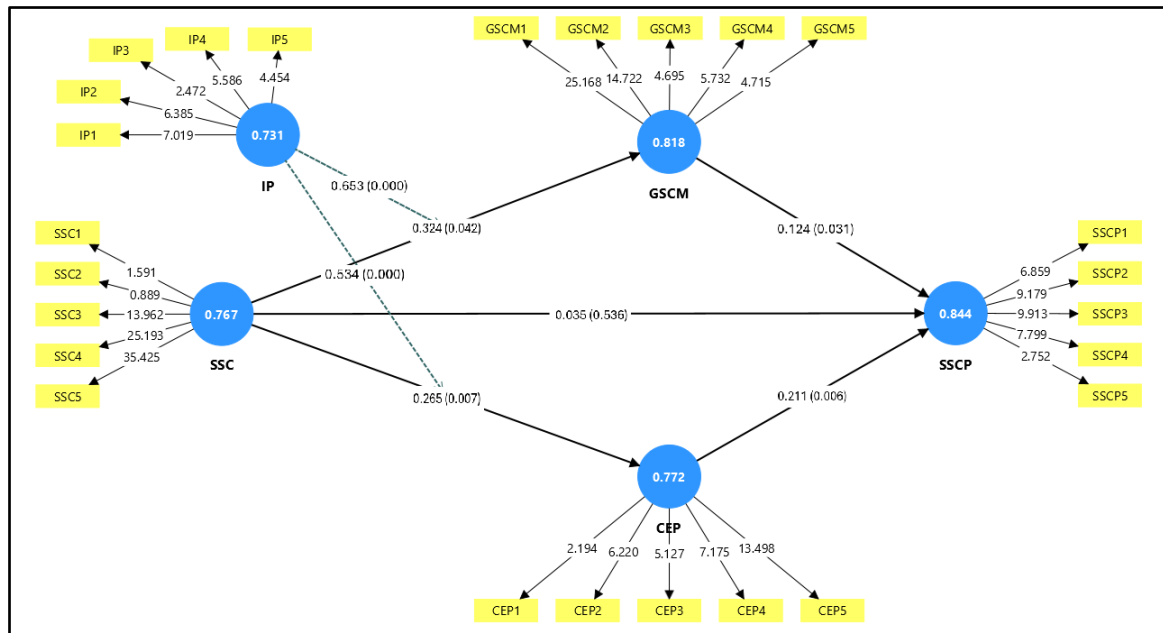 GSCM1
GSCM2
GSCM3
GSCM4
GSCM5
IP3
IP4
IP5
IP2
IP1
5.586
4.454
2.472
6.385
7.019
0.731
IP
25.168
14.722
4.695
5.732
4.715
0.818
GSCM
0.653 (0.000)
0.324 (0.042)
0.534 (0.000)
0.124 (0.031)
SSC1
SSC2
SSC3
SSC4
SSC5
1.591
0.889
13.962
25.193
35.425
0.767
SSC
0.035 (0.536)
0.844
SSCP
6.859
9.179
9.913
7.799
2.752
SSCP1
SSCP2
SSCP3
SSCP4
SSCP5
0.265 (0.007)
0.211 (0.006)
0.772
CEP
2.194
6.220
5.127
7.175
13.498
CEP1
CEP2
CEP3
CEP4
CEP5